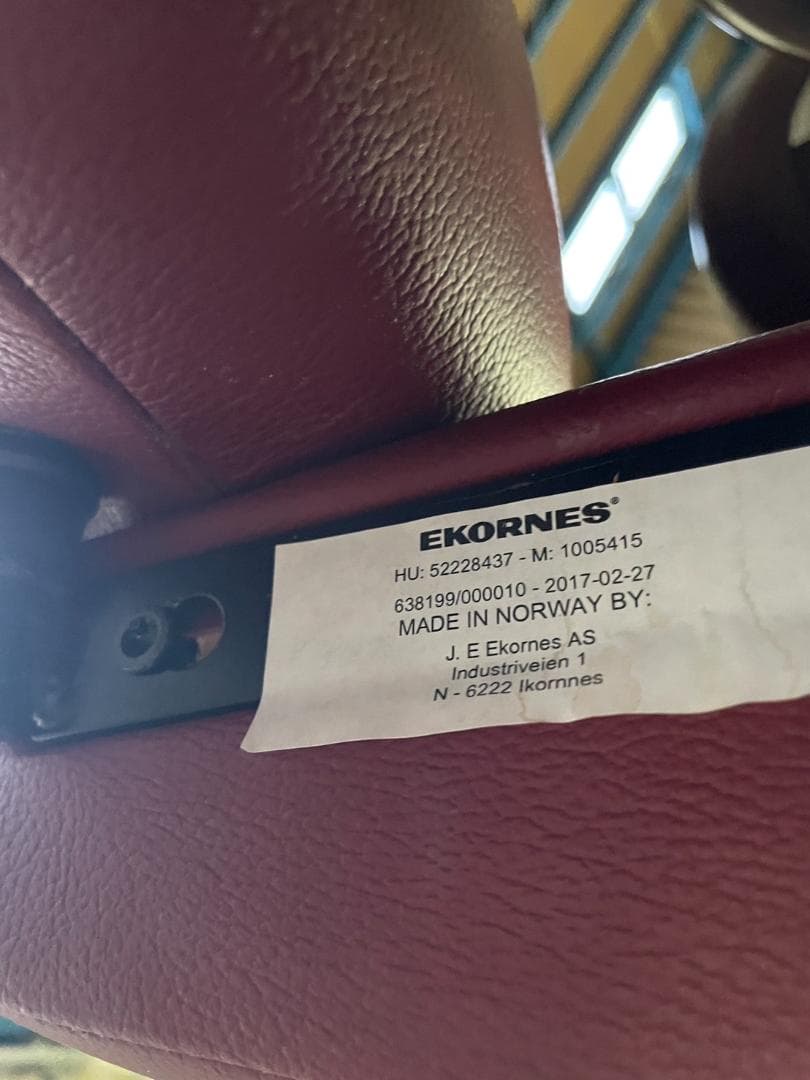 EKORNES®
HU: 52228437 - M: 1005415
638199/000010 - 2017-02-27
MADE IN NORWAY BY:
J. E Ekornes AS
Industriveien 1
N - 6222 Ikornnes